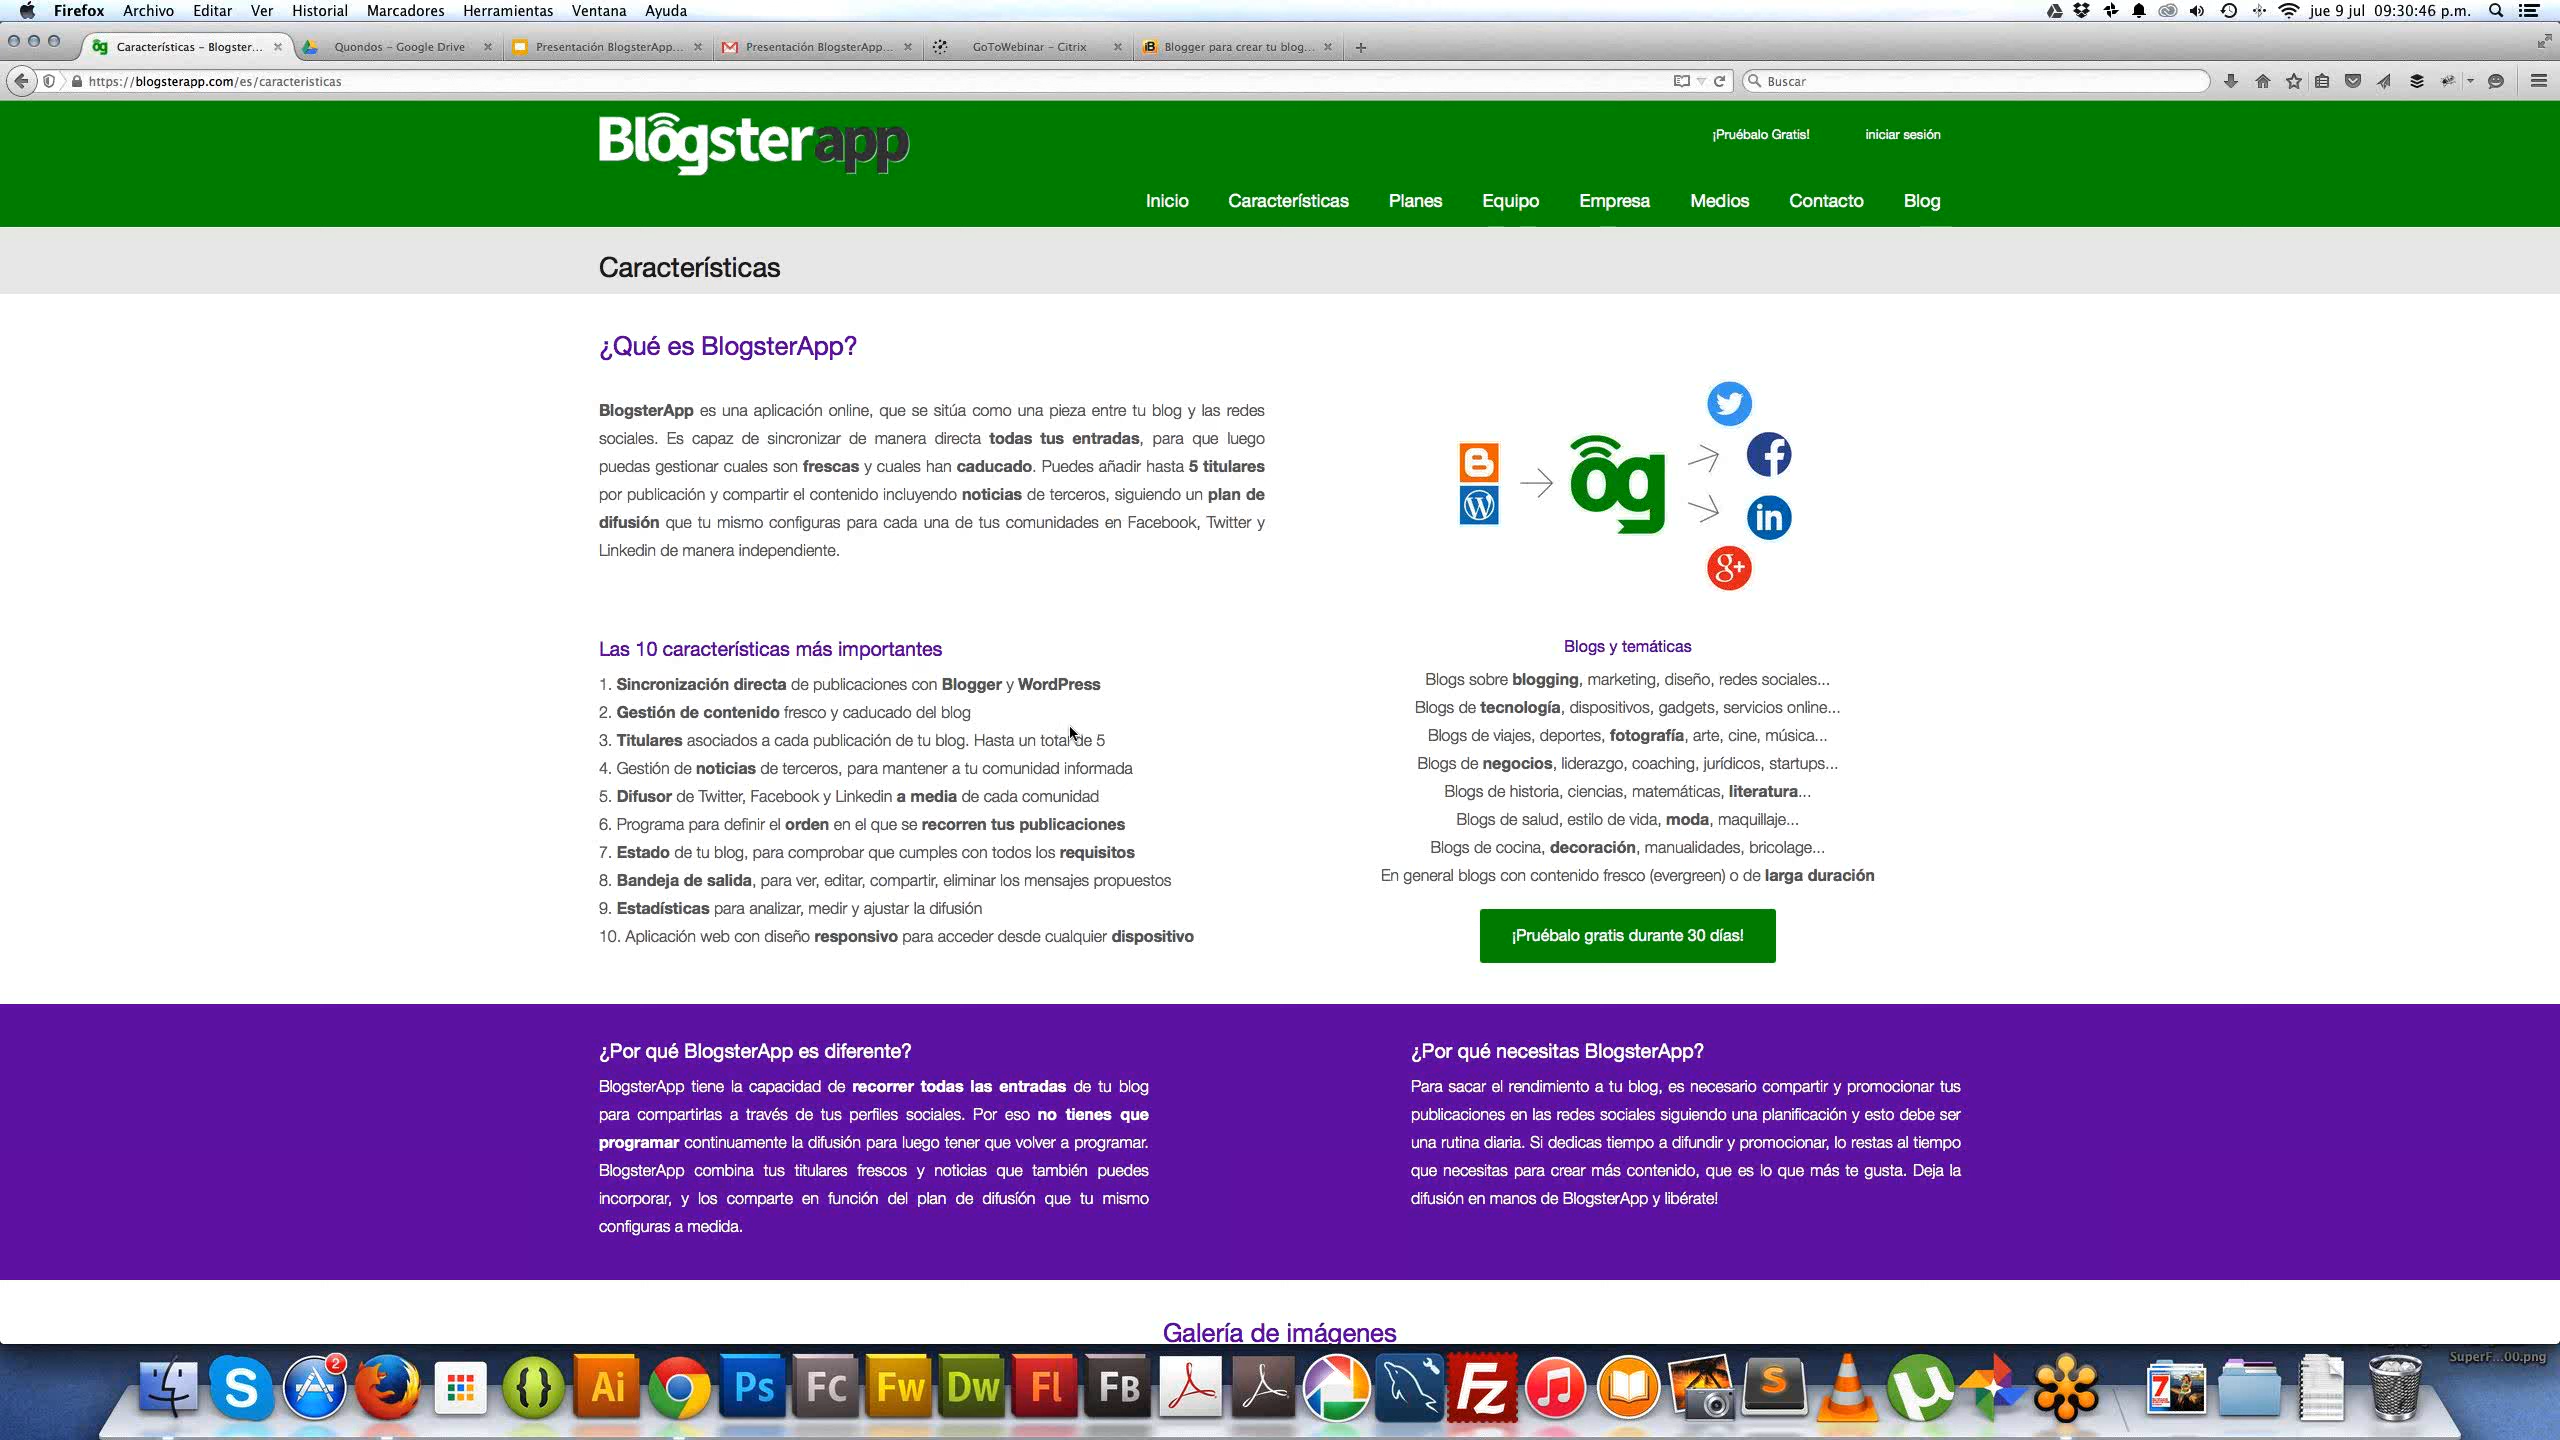 Firefox Archivo Editar Ver Historial Marcadores Herramientas Ventana Ayuda jue 9 jul 09:30:46 p.m.
Características – Blogster... Quondos – Google Drive Presentación BlogsterApp... Presentación BlogsterApp... GoToWebinar – Citrix Blogger para crear tu blog...
https://blogsterapp.com/es/caracteristicas Buscar
Blogsterapp
¡Pruébalo Gratis! iniciar sesión
Inicio Características Planes Equipo Empresa Medios Contacto Blog
Características
¿Qué es BlogsterApp?
BlogsterApp es una aplicación online, que se sitúa como una pieza entre tu blog y las redes
sociales. Es capaz de sincronizar de manera directa todas tus entradas, para que luego
puedas gestionar cuales son frescas y cuales han caducado. Puedes añadir hasta 5 titulares
por publicación y compartir el contenido incluyendo noticias de terceros, siguiendo un plan de
difusión que tu mismo configuras para cada una de tus comunidades en Facebook, Twitter y
Linkedin de manera independiente.
og
in
g+
Las 10 características más importantes
1. Sincronización directa de publicaciones con Blogger y WordPress
2. Gestión de contenido fresco y caducado del blog
3. Titulares asociados a cada publicación de tu blog. Hasta un total de 5
4. Gestión de noticias de terceros, para mantener a tu comunidad informada
5. Difusor de Twitter, Facebook y Linkedin a media de cada comunidad
6. Programa para definir el orden en el que se recorren tus publicaciones
7. Estado de tu blog, para comprobar que cumples con todos los requisitos
8. Bandeja de salida, para ver, editar, compartir, eliminar los mensajes propuestos
9. Estadísticas para analizar, medir y ajustar la difusión
10. Aplicación web con diseño responsivo para acceder desde cualquier dispositivo
Blogs y temáticas
Blogs sobre blogging, marketing, diseño, redes sociales...
Blogs de tecnología, dispositivos, gadgets, servicios online...
Blogs de viajes, deportes, fotografía, arte, cine, música...
Blogs de negocios, liderazgo, coaching, jurídicos, startups...
Blogs de historia, ciencias, matemáticas, literatura...
Blogs de salud, estilo de vida, moda, maquillaje...
Blogs de cocina, decoración, manualidades, bricolage...
En general blogs con contenido fresco (evergreen) o de larga duración
¡Pruébalo gratis durante 30 días!
¿Por qué BlogsterApp es diferente?
BlogsterApp tiene la capacidad de recorrer todas las entradas de tu blog
para compartirlas a través de tus perfiles sociales. Por eso no tienes que
programar continuamente la difusión para luego tener que volver a programar.
BlogsterApp combina tus titulares frescos y noticias que también puedes
incorporar, y los comparte en función del plan de difusión que tu mismo
configuras a medida.
¿Por qué necesitas BlogsterApp?
Para sacar el rendimiento a tu blog, es necesario compartir y promocionar tus
publicaciones en las redes sociales siguiendo una planificación y esto debe ser
una rutina diaria. Si dedicas tiempo a difundir y promocionar, lo restas al tiempo
que necesitas para crear más contenido, que es lo que más te gusta. Deja la
difusión en manos de BlogsterApp y libérate!
Galería de imágenes
SuperF...00.png
2
Ai Ps Fc Fw Dw Fl FB Fz S 7